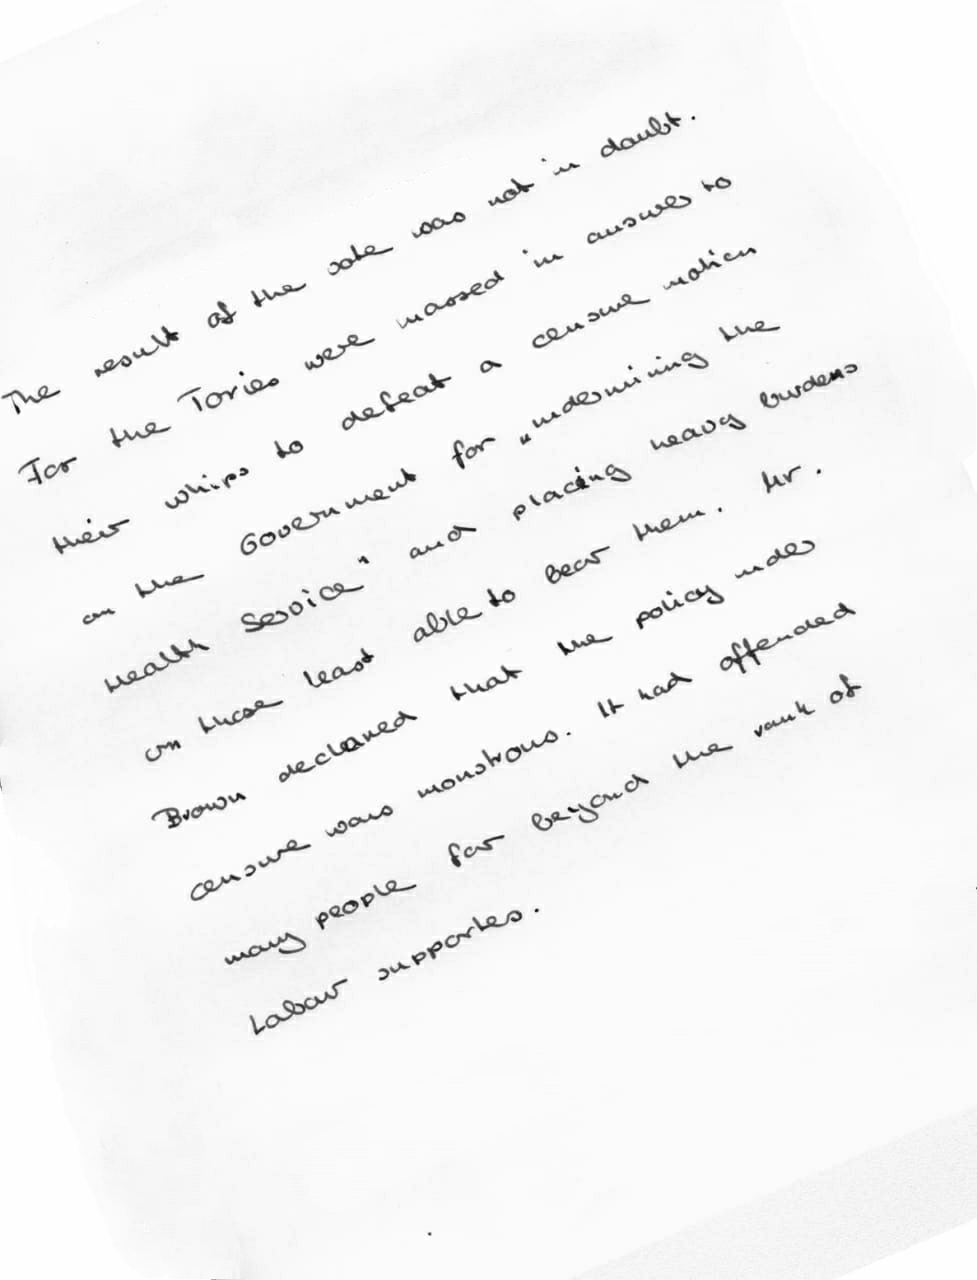 The result of the vote was not in doubt.
For the Tories were massed in answer to
their whips to defeat a censure motion
on the Government for "undermining the
Health Service" and placing heavy burdens
on those least able to bear them. Mr.
Brown declared that the policy under
censure was monstrous. It had offended
many people far beyond the rank of
Labour supporters.